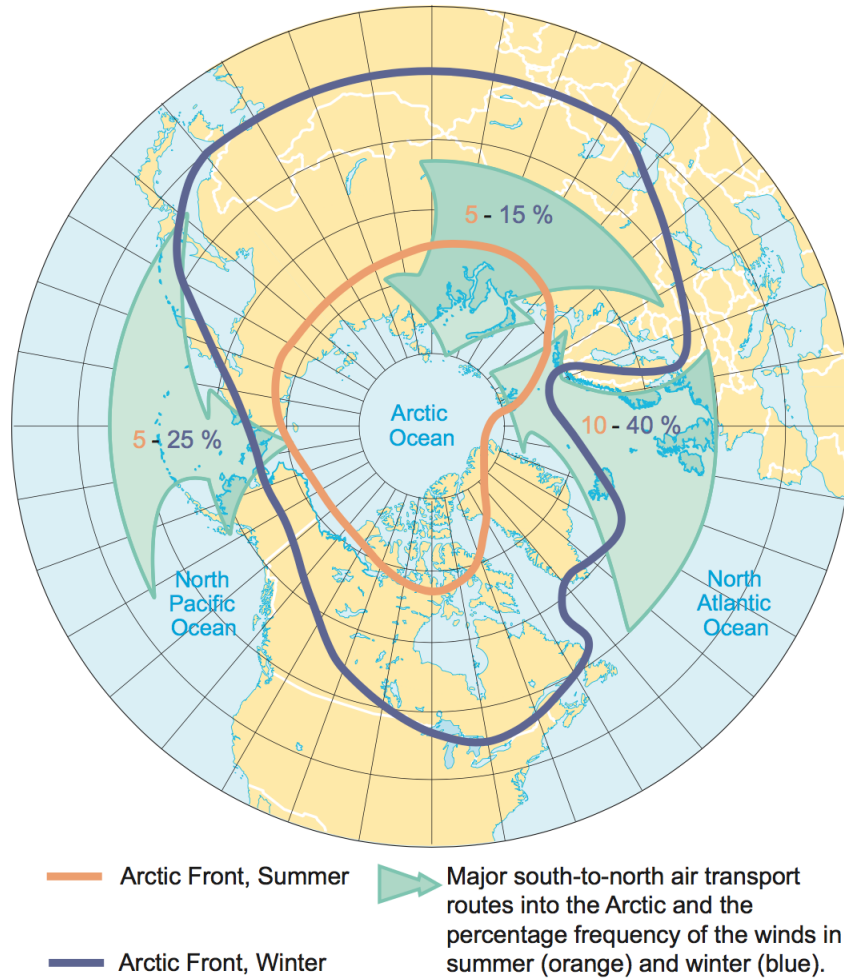 5 - 15 %
Arctic
Ocean
5 - 25 %
10 - 40 %
North
Pacific
Ocean
North
Atlantic
Ocean
Arctic Front, Summer
Major south-to-north air transport
routes into the Arctic and the
percentage frequency of the winds in
summer (orange) and winter (blue).
Arctic Front, Winter